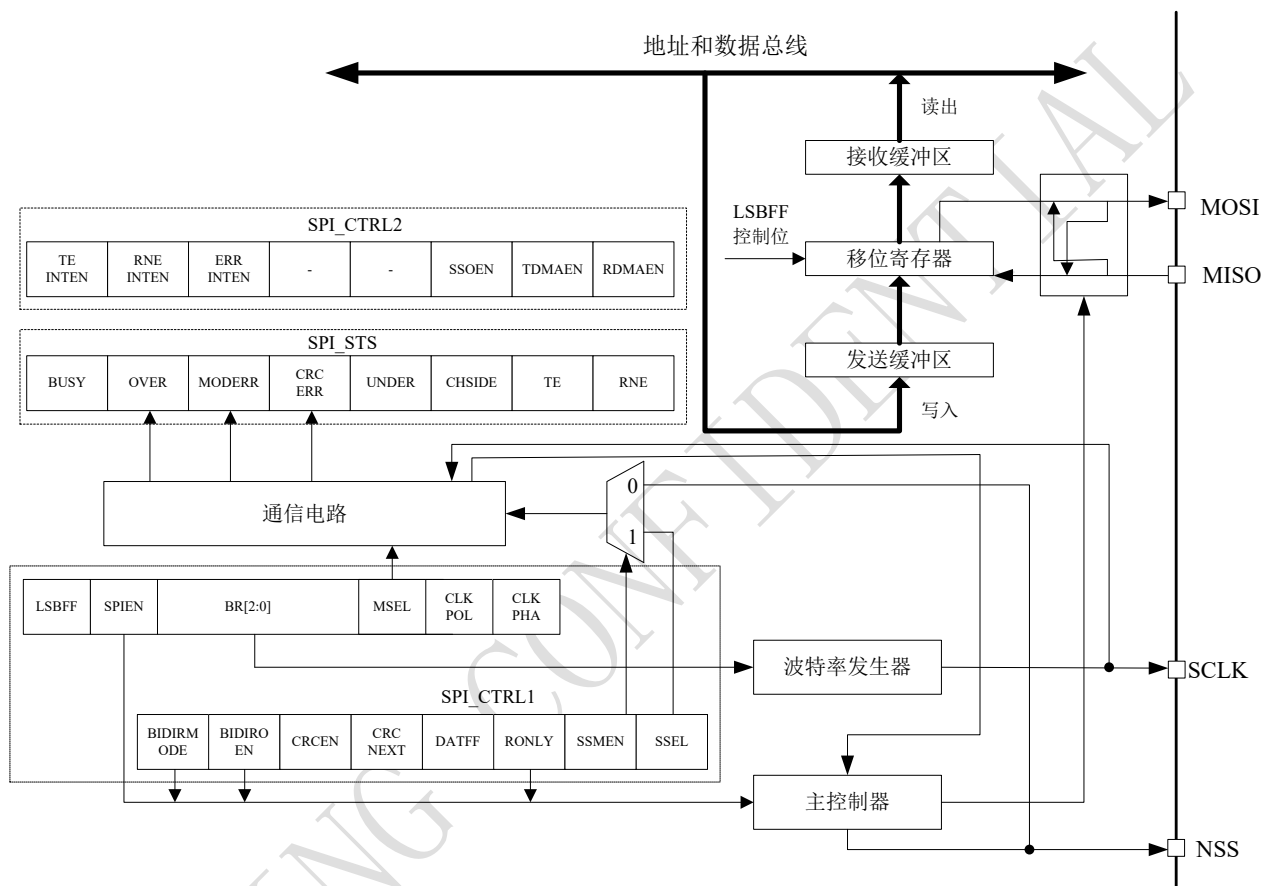 地址和数据总线
读出
接收缓冲区
MOSI
LSBFF
控制位
移位寄存器
MISO
SPI_CTRL2
TE
INTEN
RNE
INTEN
ERR
INTEN
-
-
SSOEN
TDMAEN
RDMAEN
SPI_STS
BUSY
OVER
MODERR
CRC
ERR
UNDER
CHSIDE
TE
RNE
发送缓冲区
写入
0
1
通信电路
LSBFF
SPIEN
BR[2:0]
MSEL
CLK
POL
CLK
PHA
波特率发生器
SCLK
SPI_CTRL1
BIDIRM
ODE
BIDIRO
EN
CRCEN
CRC
NEXT
DATFF
RONLY
SSMEN
SSEL
主控制器
NSS
ING CONFIDENTIAL